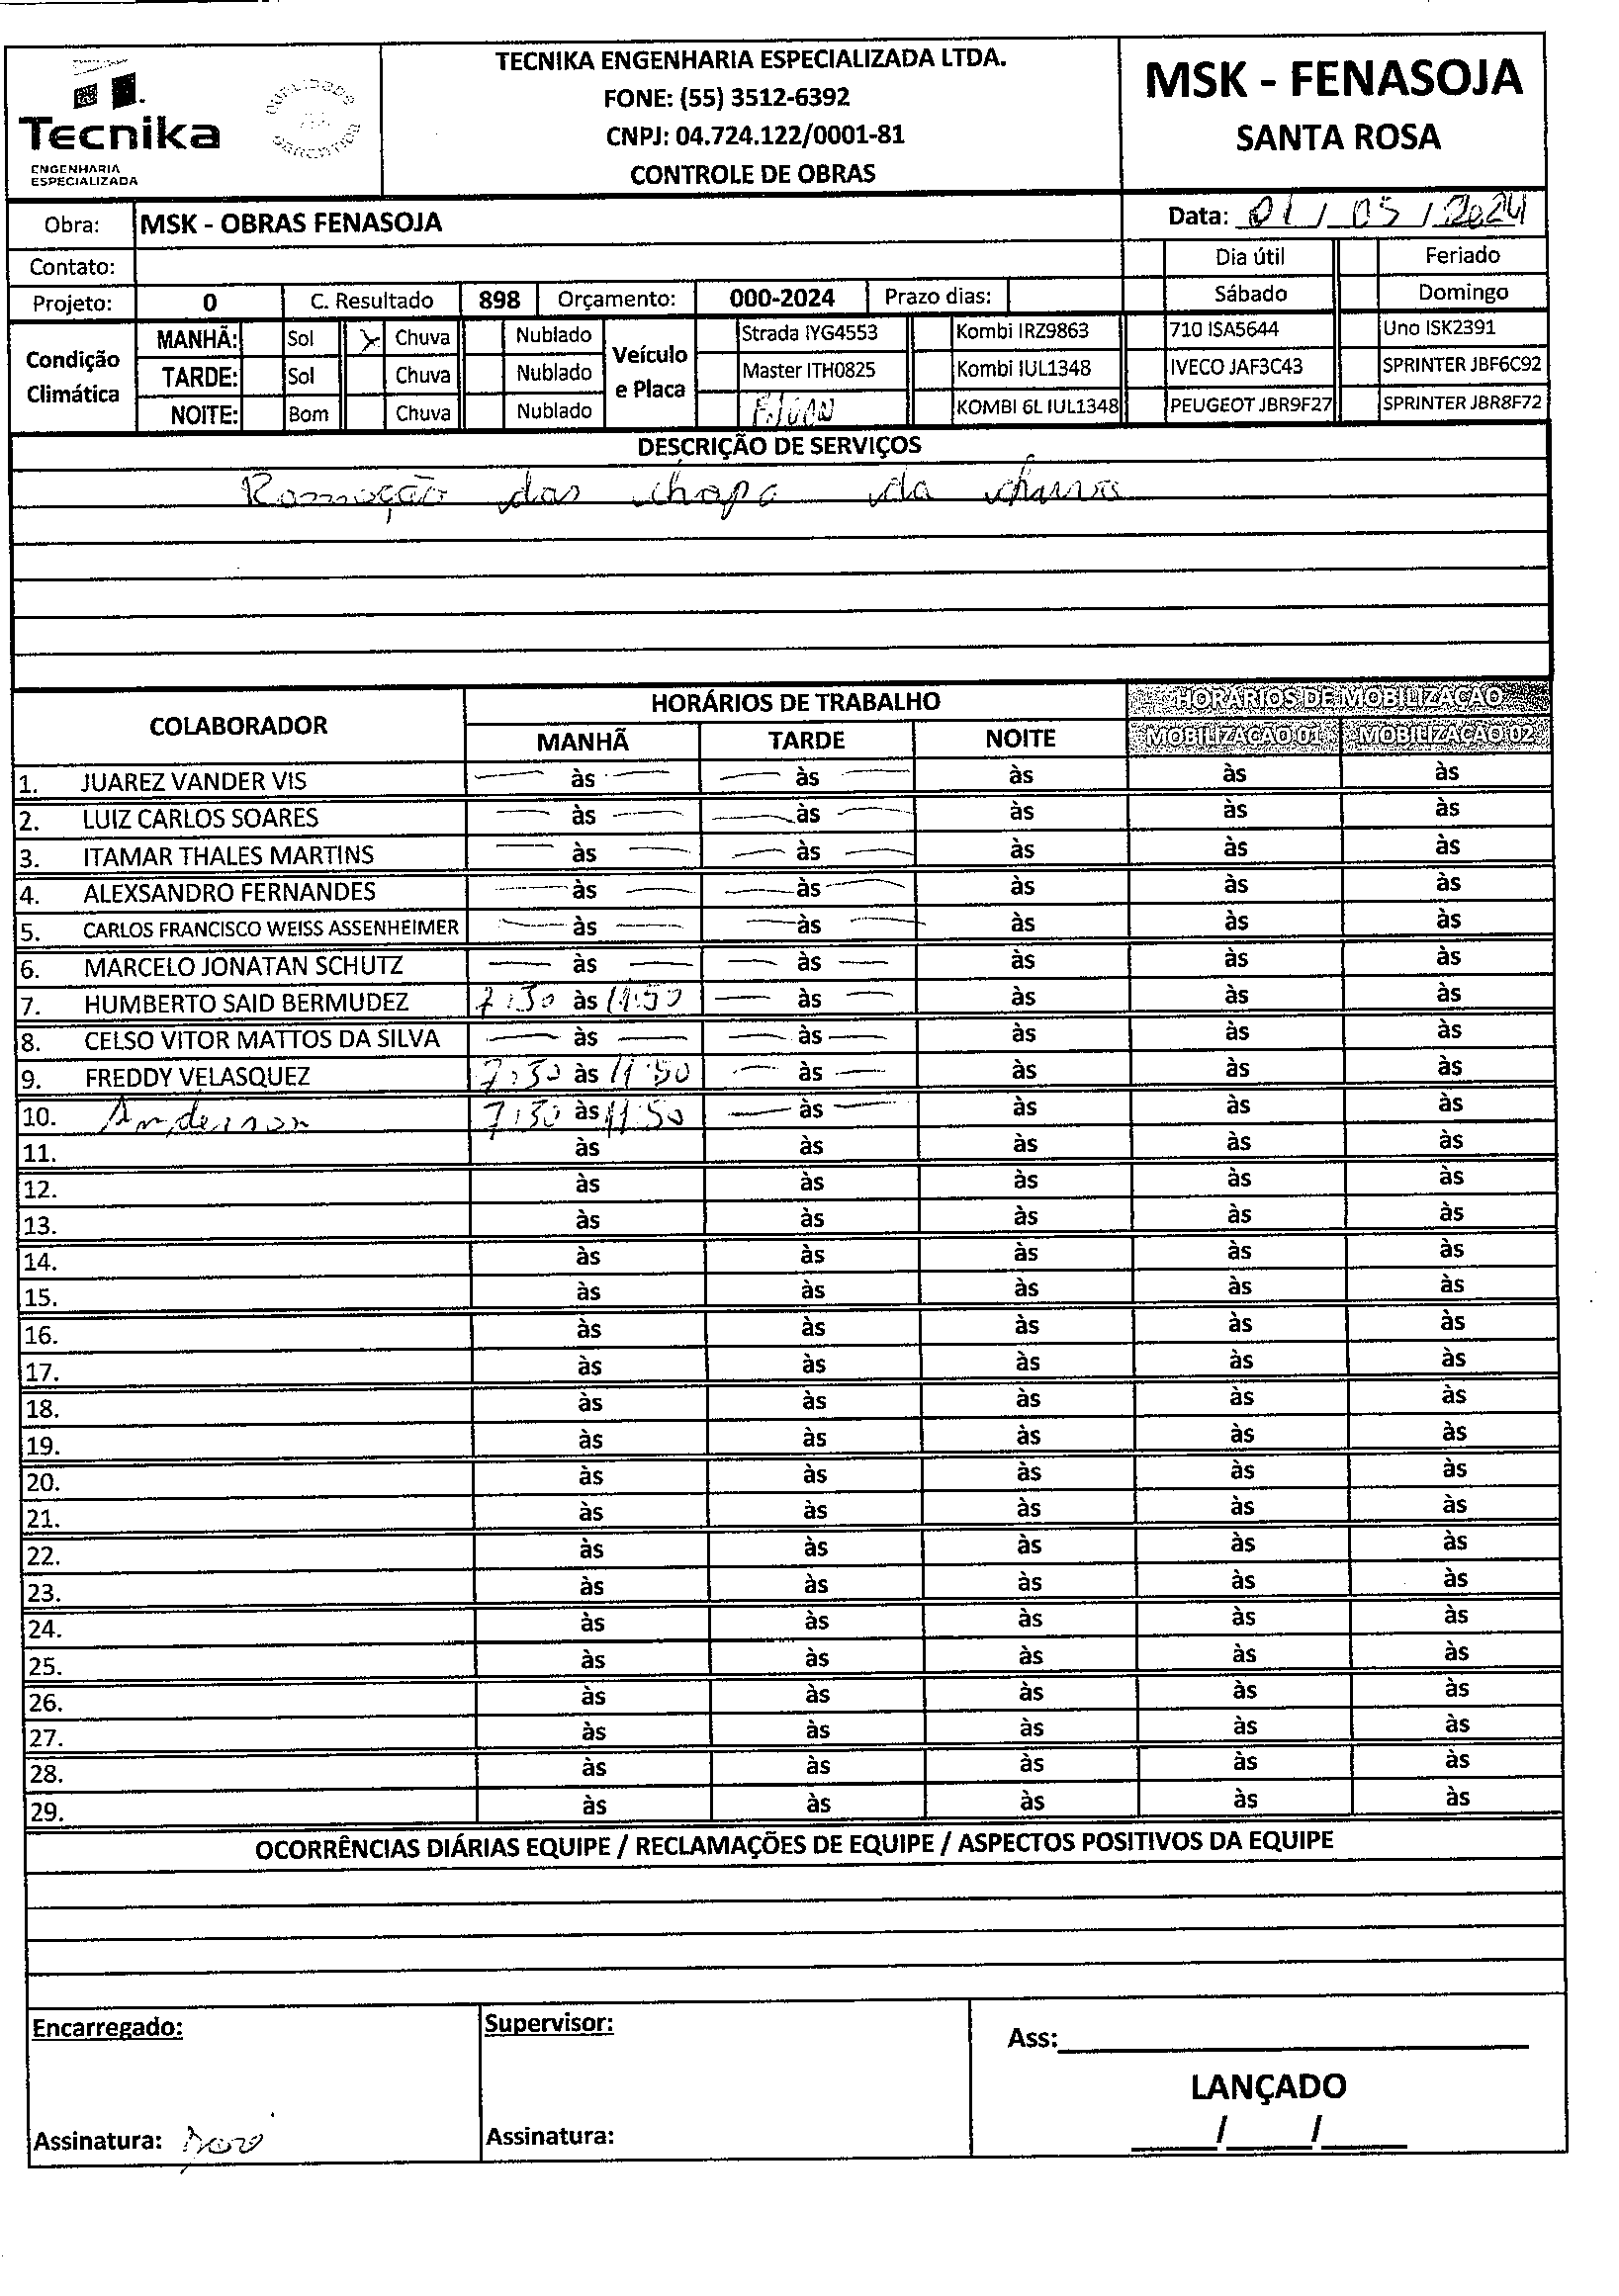 Tecnika
ENGENHARIA
ESPECIALIZADA
TECNIKA ENGENHARIA ESPECIALIZADA LTDA.
FONE: (55) 3512-6392
CNPJ: 04.724.122/0001-81
CONTROLE DE OBRAS
MSK - FENASOJA
SANTA ROSA
Obra: MSK - OBRAS FENASOJA Data: 01 / 05 / 2024
Contato: Dia útil Feriado
Projeto: 0 C. Resultado 898 Orçamento: 000-2024 Prazo dias: Sábado Domingo
Condição Climática
MANHÃ: Sol X Chuva Nublado
TARDE: Sol Chuva Nublado
NOITE: Bom Chuva Nublado
Veículo e Placa
Strada IYG4553 Kombi IRZ9863 710 ISA5644 Uno ISK2391
Master ITH0825 Kombi IUL1348 IVECO JAF3C43 SPRINTER JBF6C92
KOMBI 6L IUL1348 PEUGEOT JBR9F27 SPRINTER JBR8F72
DESCRIÇÃO DE SERVIÇOS
Remoção das chapa da chuva
COLABORADOR HORÁRIOS DE TRABALHO HORÁRIOS DE MOBILIZAÇÃO
MANHÃ TARDE NOITE MOBILIZAÇÃO 01 MOBILIZAÇÃO 02
1. JUAREZ VANDER VIS — às — — às — às às às
2. LUIZ CARLOS SOARES — às — — às — às às às
3. ITAMAR THALES MARTINS — às — — às — às às às
4. ALEXSANDRO FERNANDES — às — — às — às às às
5. CARLOS FRANCISCO WEISS ASSENHEIMER — às — — às — às às às
6. MARCELO JONATAN SCHUTZ — às — — às — às às às
7. HUMBERTO SAID BERMUDEZ 7:30 às 11:50 — às — às às às
8. CELSO VITOR MATTOS DA SILVA — às — — às — às às às
9. FREDDY VELASQUEZ 7:30 às 11:50 — às — às às às
10. Anderson 7:30 às 11:50 — às — às às às
11. às às às às às
12. às às às às às
13. às às às às às
14. às às às às às
15. às às às às às
16. às às às às às
17. às às às às às
18. às às às às às
19. às às às às às
20. às às às às às
21. às às às às às
22. às às às às às
23. às às às às às
24. às às às às às
25. às às às às às
26. às às às às às
27. às às às às às
28. às às às às às
29. às às às às às
OCORRÊNCIAS DIÁRIAS EQUIPE / RECLAMAÇÕES DE EQUIPE / ASPECTOS POSITIVOS DA EQUIPE
Encarregado: Supervisor:
Ass:
LANÇADO
Assinatura: Assinatura: / /